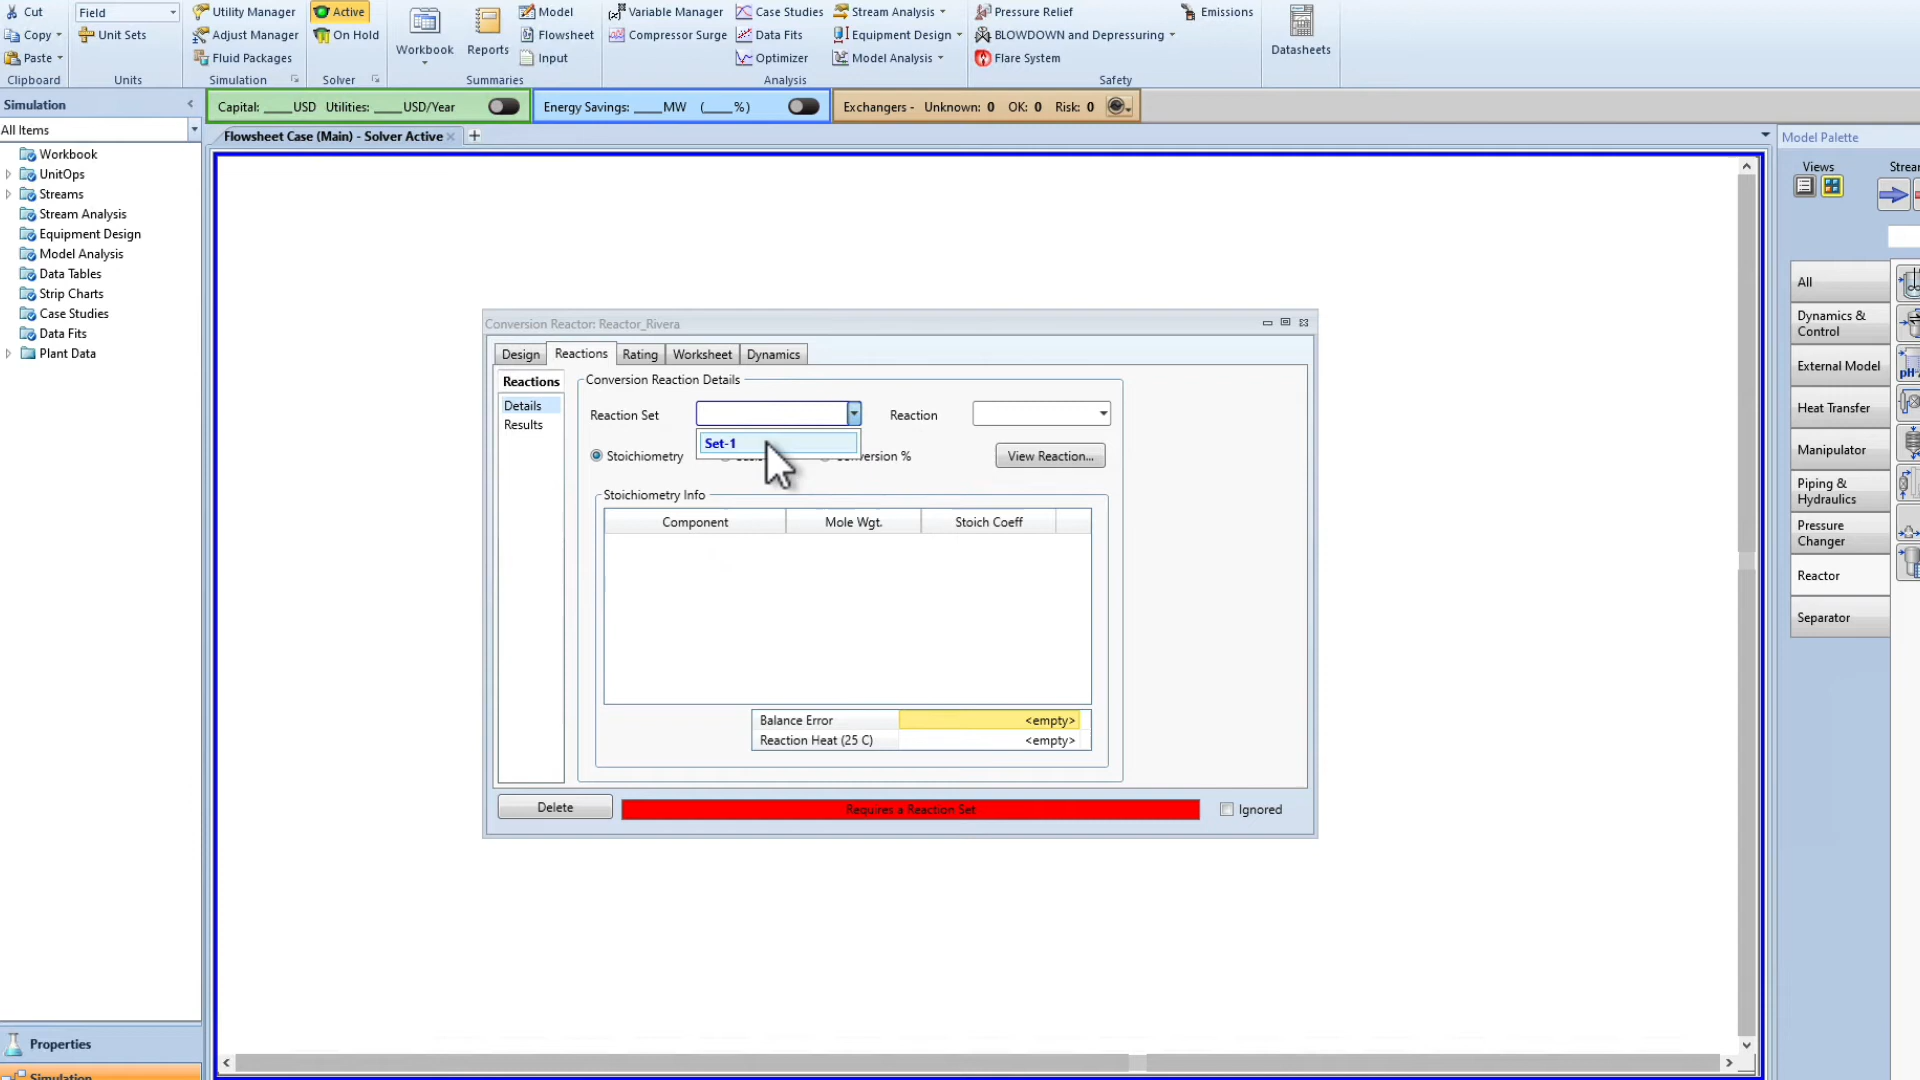 Cut
Copy
Paste
Clipboard
Field
Unit Sets
Units
Utility Manager
Adjust Manager
Fluid Packages
Simulation
Active
On Hold
Solver
Workbook
Reports
Model
Flowsheet
Input
Summaries
Variable Manager
Compressor Surge
Case Studies
Data Fits
Optimizer
Stream Analysis
Equipment Design
Model Analysis
Analysis
Pressure Relief
BLOWDOWN and Depressuring
Flare System
Emissions
Safety
Datasheets
Simulation
All Items
Workbook
UnitOps
Streams
Stream Analysis
Equipment Design
Model Analysis
Data Tables
Strip Charts
Case Studies
Data Fits
Plant Data
Properties
Simulation
Capital: ____USD Utilities: ____USD/Year
Energy Savings: ____MW (____%)
Exchangers - Unknown: 0 OK: 0 Risk: 0
Flowsheet Case (Main) - Solver Active
Conversion Reactor: Reactor_Rivera
Design
Reactions
Rating
Worksheet
Dynamics
Reactions
Details
Results
Conversion Reaction Details
Reaction Set
Set-1
Reaction
Stoichiometry
View Reaction...
Stoichiometry Info
Component Mole Wgt. Stoich Coeff
Balance Error <empty>
Reaction Heat (25 C) <empty>
Delete
Requires a Reaction Set
Ignored
Model Palette
Views
All
Dynamics &
Control
External Model
Heat Transfer
Manipulator
Piping &
Hydraulics
Pressure
Changer
Reactor
Separator
pH